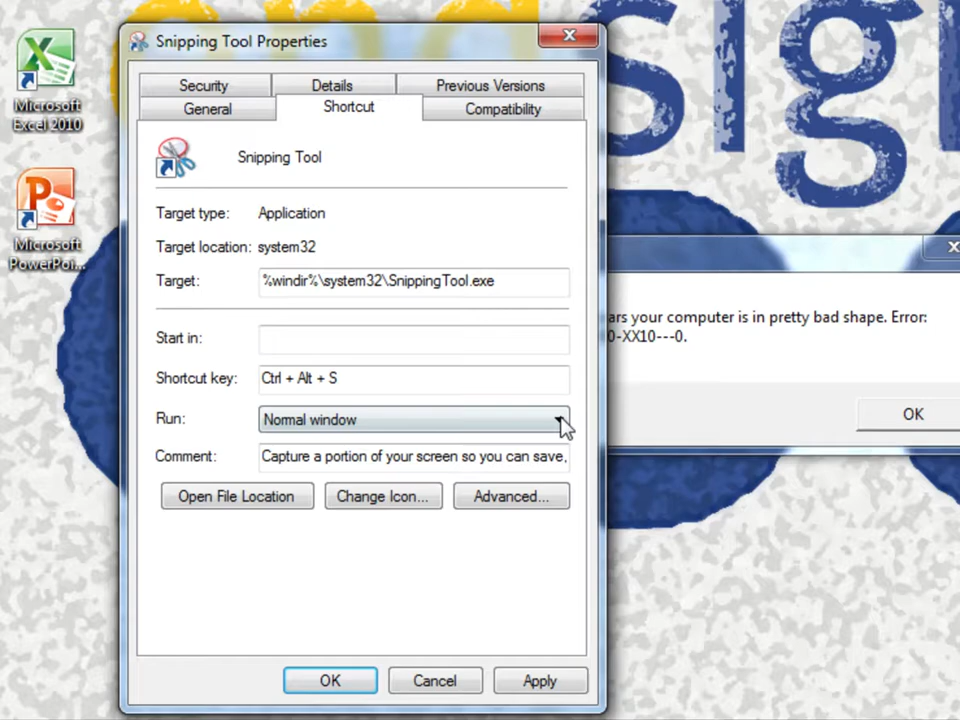 end
sig
Microsoft
Excel 2010
Microsoft
PowerPoi...
Snipping Tool Properties
Security
Details
Previous Versions
General
Shortcut
Compatibility
Snipping Tool
Target type:
Application
Target location:
system32
Target:
%windir%\system32\SnippingTool.exe
Start in:
Shortcut key:
Ctrl + Alt + S
Run:
Normal window
Comment:
Capture a portion of your screen so you can save,
Open File Location
Change Icon...
Advanced...
OK
Cancel
Apply
ars your computer is in pretty bad shape. Error:
0-XX10---0.
OK